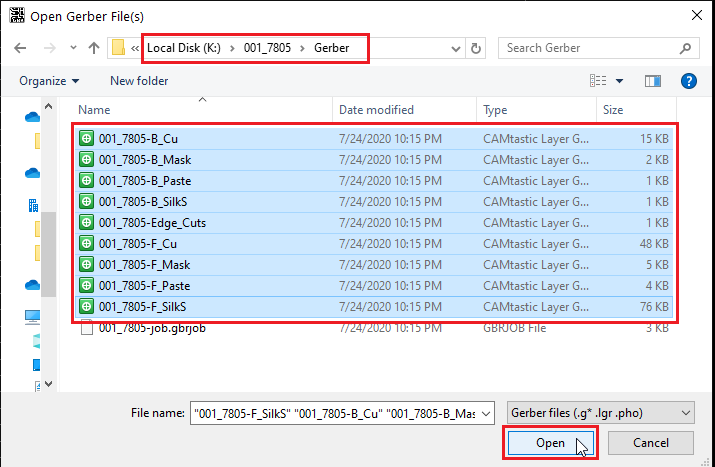 Open Gerber File(s)
« Local Disk (K:) › 001_7805 › Gerber
Search Gerber
Organize
New folder
Name Date modified Type Size
001_7805-B_Cu 7/24/2020 10:15 PM CAMtastic Layer G... 15 KB
001_7805-B_Mask 7/24/2020 10:15 PM CAMtastic Layer G... 2 KB
001_7805-B_Paste 7/24/2020 10:15 PM CAMtastic Layer G... 1 KB
001_7805-B_SilkS 7/24/2020 10:15 PM CAMtastic Layer G... 1 KB
001_7805-Edge_Cuts 7/24/2020 10:15 PM CAMtastic Layer G... 1 KB
001_7805-F_Cu 7/24/2020 10:15 PM CAMtastic Layer G... 48 KB
001_7805-F_Mask 7/24/2020 10:15 PM CAMtastic Layer G... 5 KB
001_7805-F_Paste 7/24/2020 10:15 PM CAMtastic Layer G... 4 KB
001_7805-F_SilkS 7/24/2020 10:15 PM CAMtastic Layer G... 76 KB
001_7805-job.gbrjob 7/24/2020 10:15 PM GBRJOB File 3 KB
File name: "001_7805-F_SilkS" "001_7805-B_Cu" "001_7805-B_Mas
Gerber files (.g* .lgr .pho)
Open
Cancel